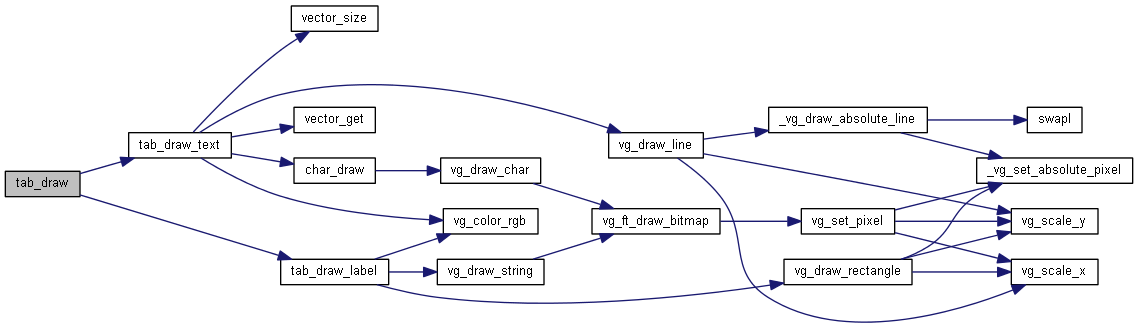 vector_size
tab_draw_text
vector_get
_vg_draw_absolute_line
swapl
vg_draw_line
char_draw
vg_draw_char
_vg_set_absolute_pixel
tab_draw
vg_color_rgb
vg_ft_draw_bitmap
vg_set_pixel
vg_scale_y
tab_draw_label
vg_draw_string
vg_draw_rectangle
vg_scale_x